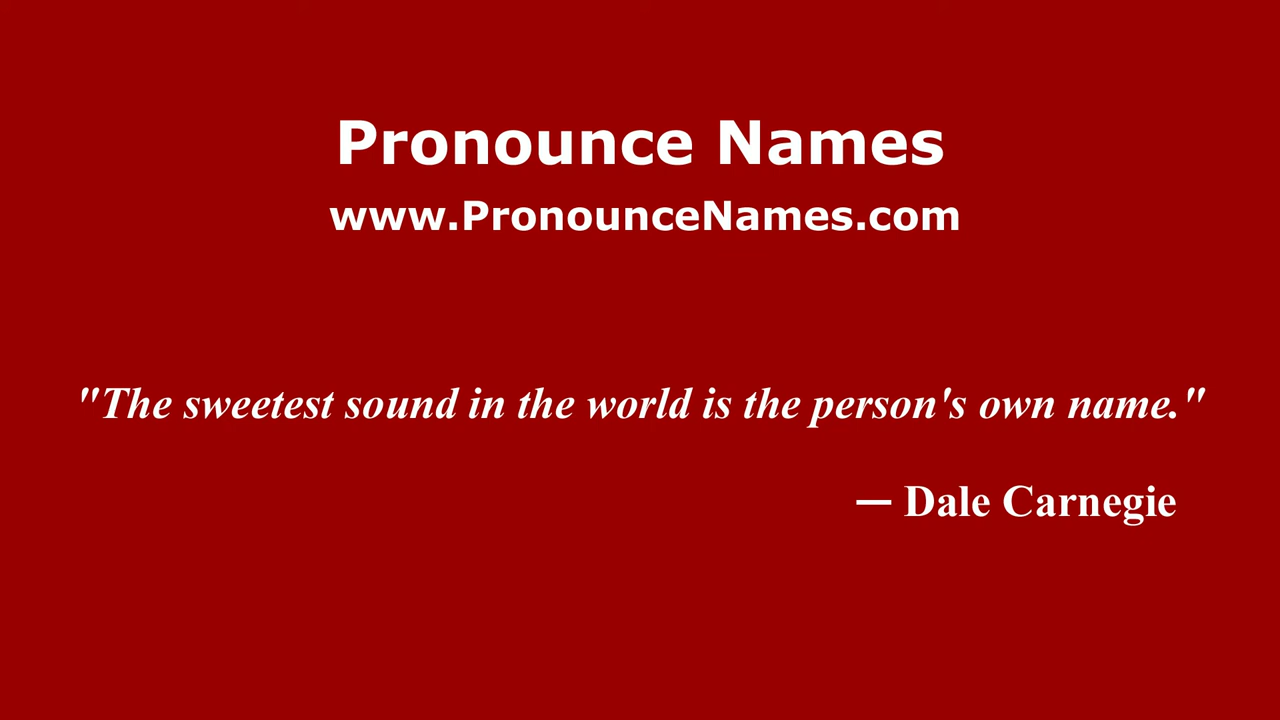 Pronounce Names
www.PronounceNames.com
"The sweetest sound in the world is the person's own name."
— Dale Carnegie